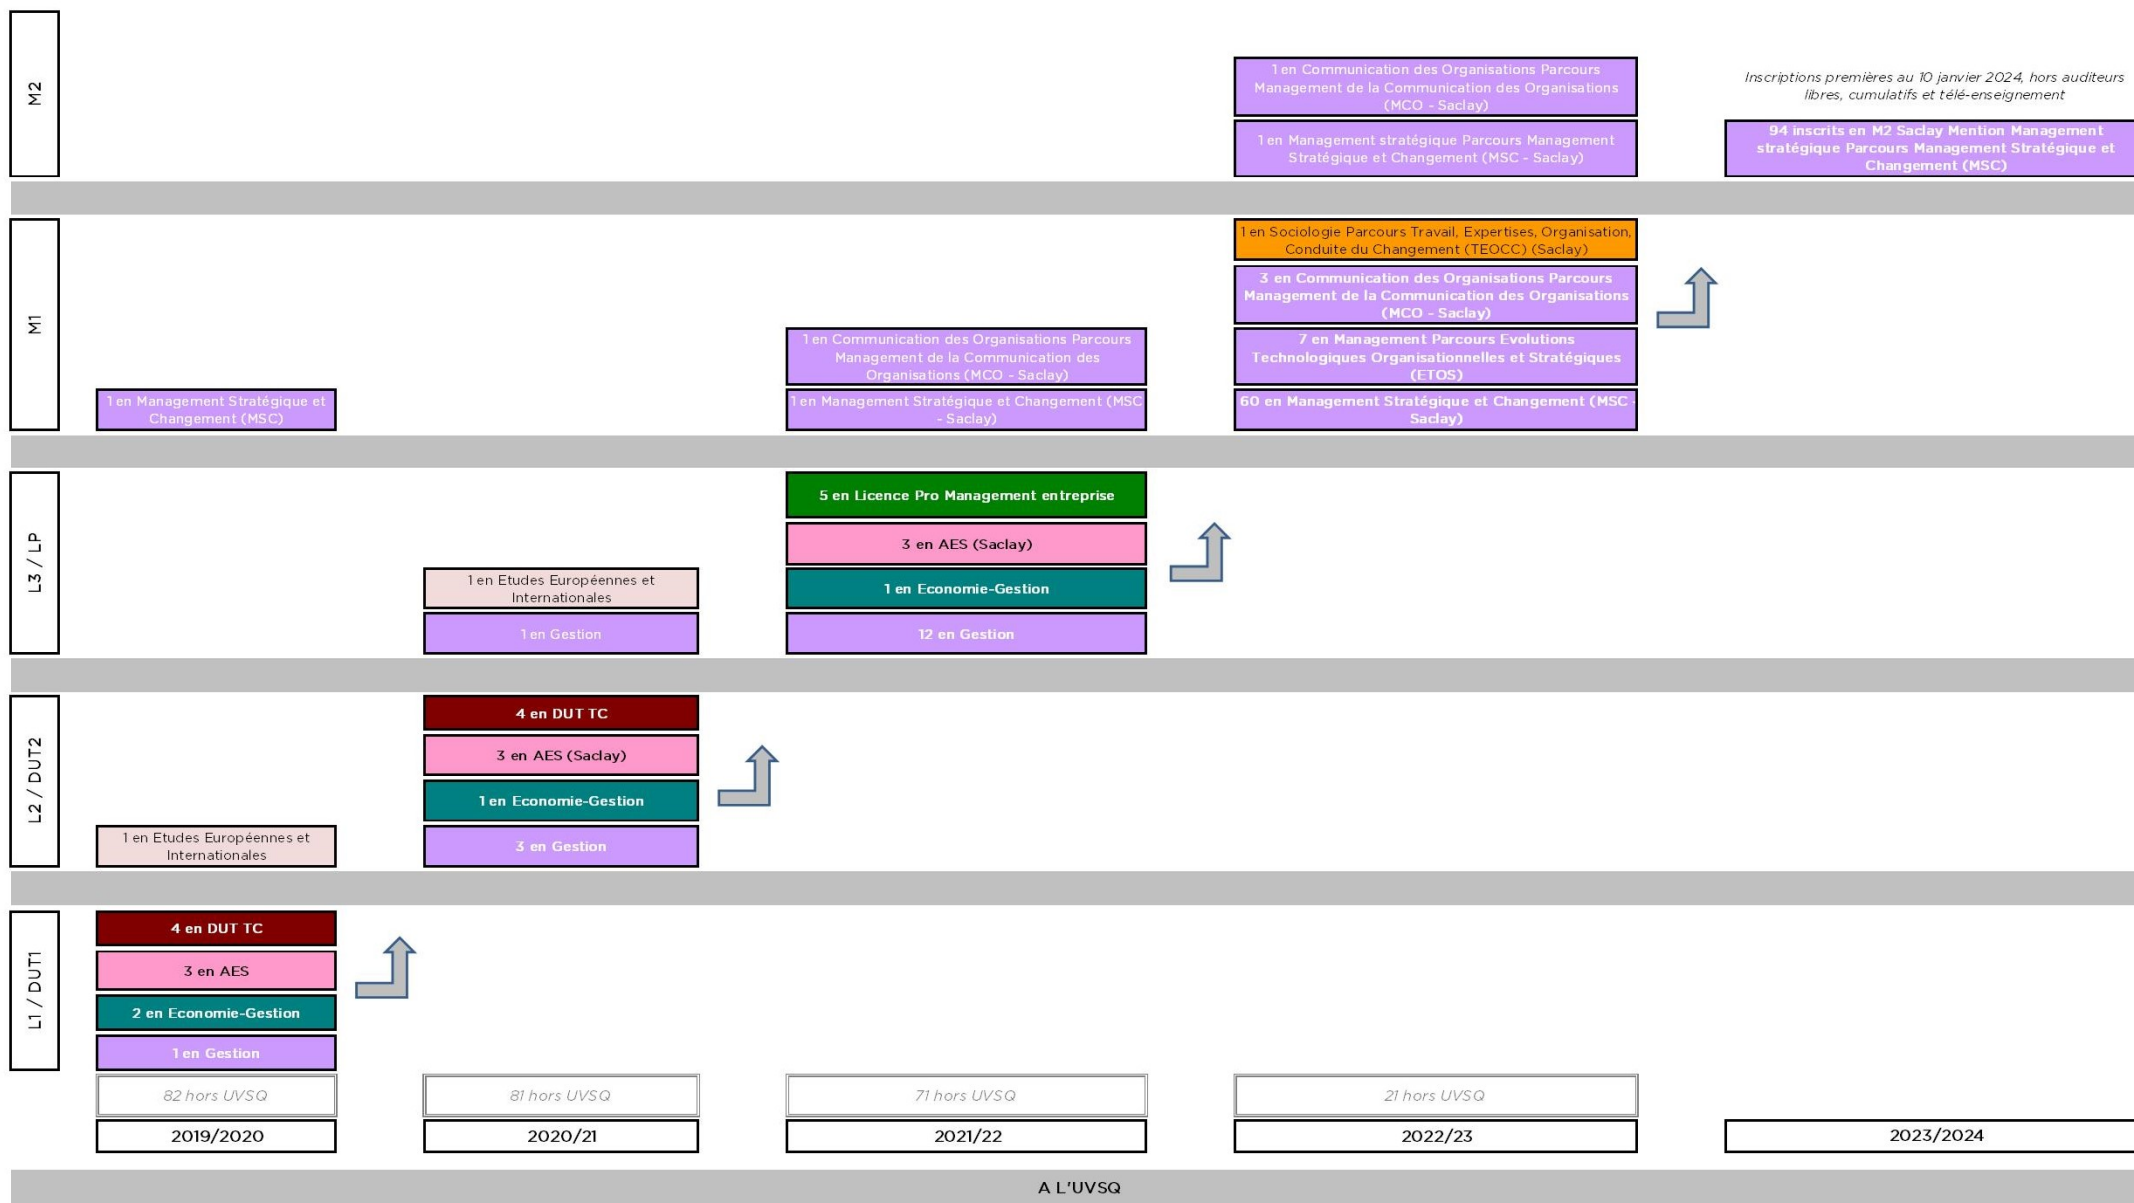 M2
1 en Communication des Organisations Parcours
Management de la Communication des Organisations
(MCO - Saclay)
1 en Management stratégique Parcours Management
Stratégique et Changement (MSC - Saclay)
Inscriptions premières au 10 janvier 2024, hors auditeurs
libres, cumulatifs et télé-enseignement
94 inscrits en M2 Saclay Mention Management
stratégique Parcours Management Stratégique et
Changement (MSC)
M1
1 en Management Stratégique et
Changement (MSC)
1 en Communication des Organisations Parcours
Management de la Communication des
Organisations (MCO - Saclay)
1 en Management Stratégique et Changement (MSC
- Saclay)
1 en Sociologie Parcours Travail, Expertises, Organisation,
Conduite du Changement (TEOCC) (Saclay)
3 en Communication des Organisations Parcours
Management de la Communication des Organisations
(MCO - Saclay)
7 en Management Parcours Evolutions
Technologiques Organisationnelles et Stratégiques
(ETOS)
60 en Management Stratégique et Changement (MSC -
Saclay)
L3 / LP
1 en Etudes Européennes et
Internationales
1 en Gestion
5 en Licence Pro Management entreprise
3 en AES (Saclay)
1 en Economie-Gestion
12 en Gestion
L2 / DUT2
1 en Etudes Européennes et
Internationales
4 en DUT TC
3 en AES (Saclay)
1 en Economie-Gestion
3 en Gestion
L1 / DUT1
4 en DUT TC
3 en AES
2 en Economie-Gestion
1 en Gestion
82 hors UVSQ
81 hors UVSQ
71 hors UVSQ
21 hors UVSQ
2019/2020
2020/21
2021/22
2022/23
2023/2024
A L'UVSQ